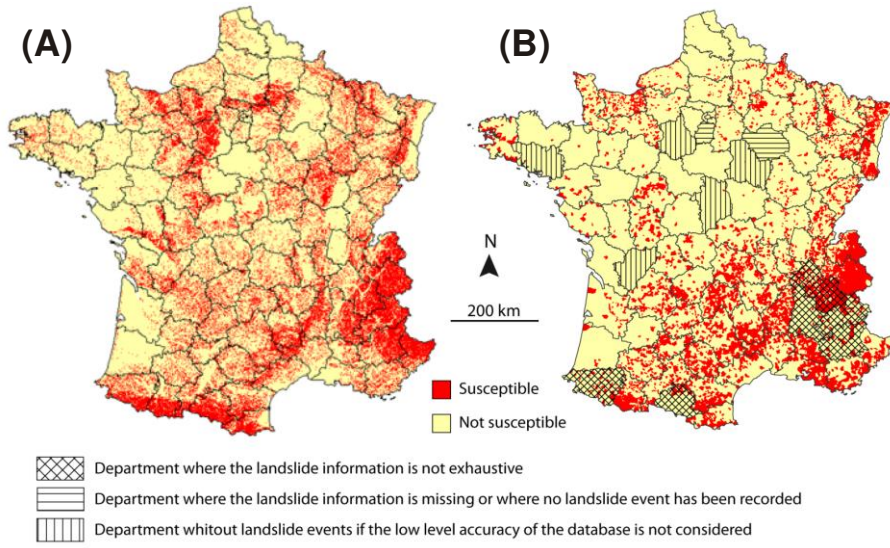 (A)
(B)
N
200 km
Susceptible
Not susceptible
Department where the landslide information is not exhaustive
Department where the landslide information is missing or where no landslide event has been recorded
Department whitout landslide events if the low level accuracy of the database is not considered